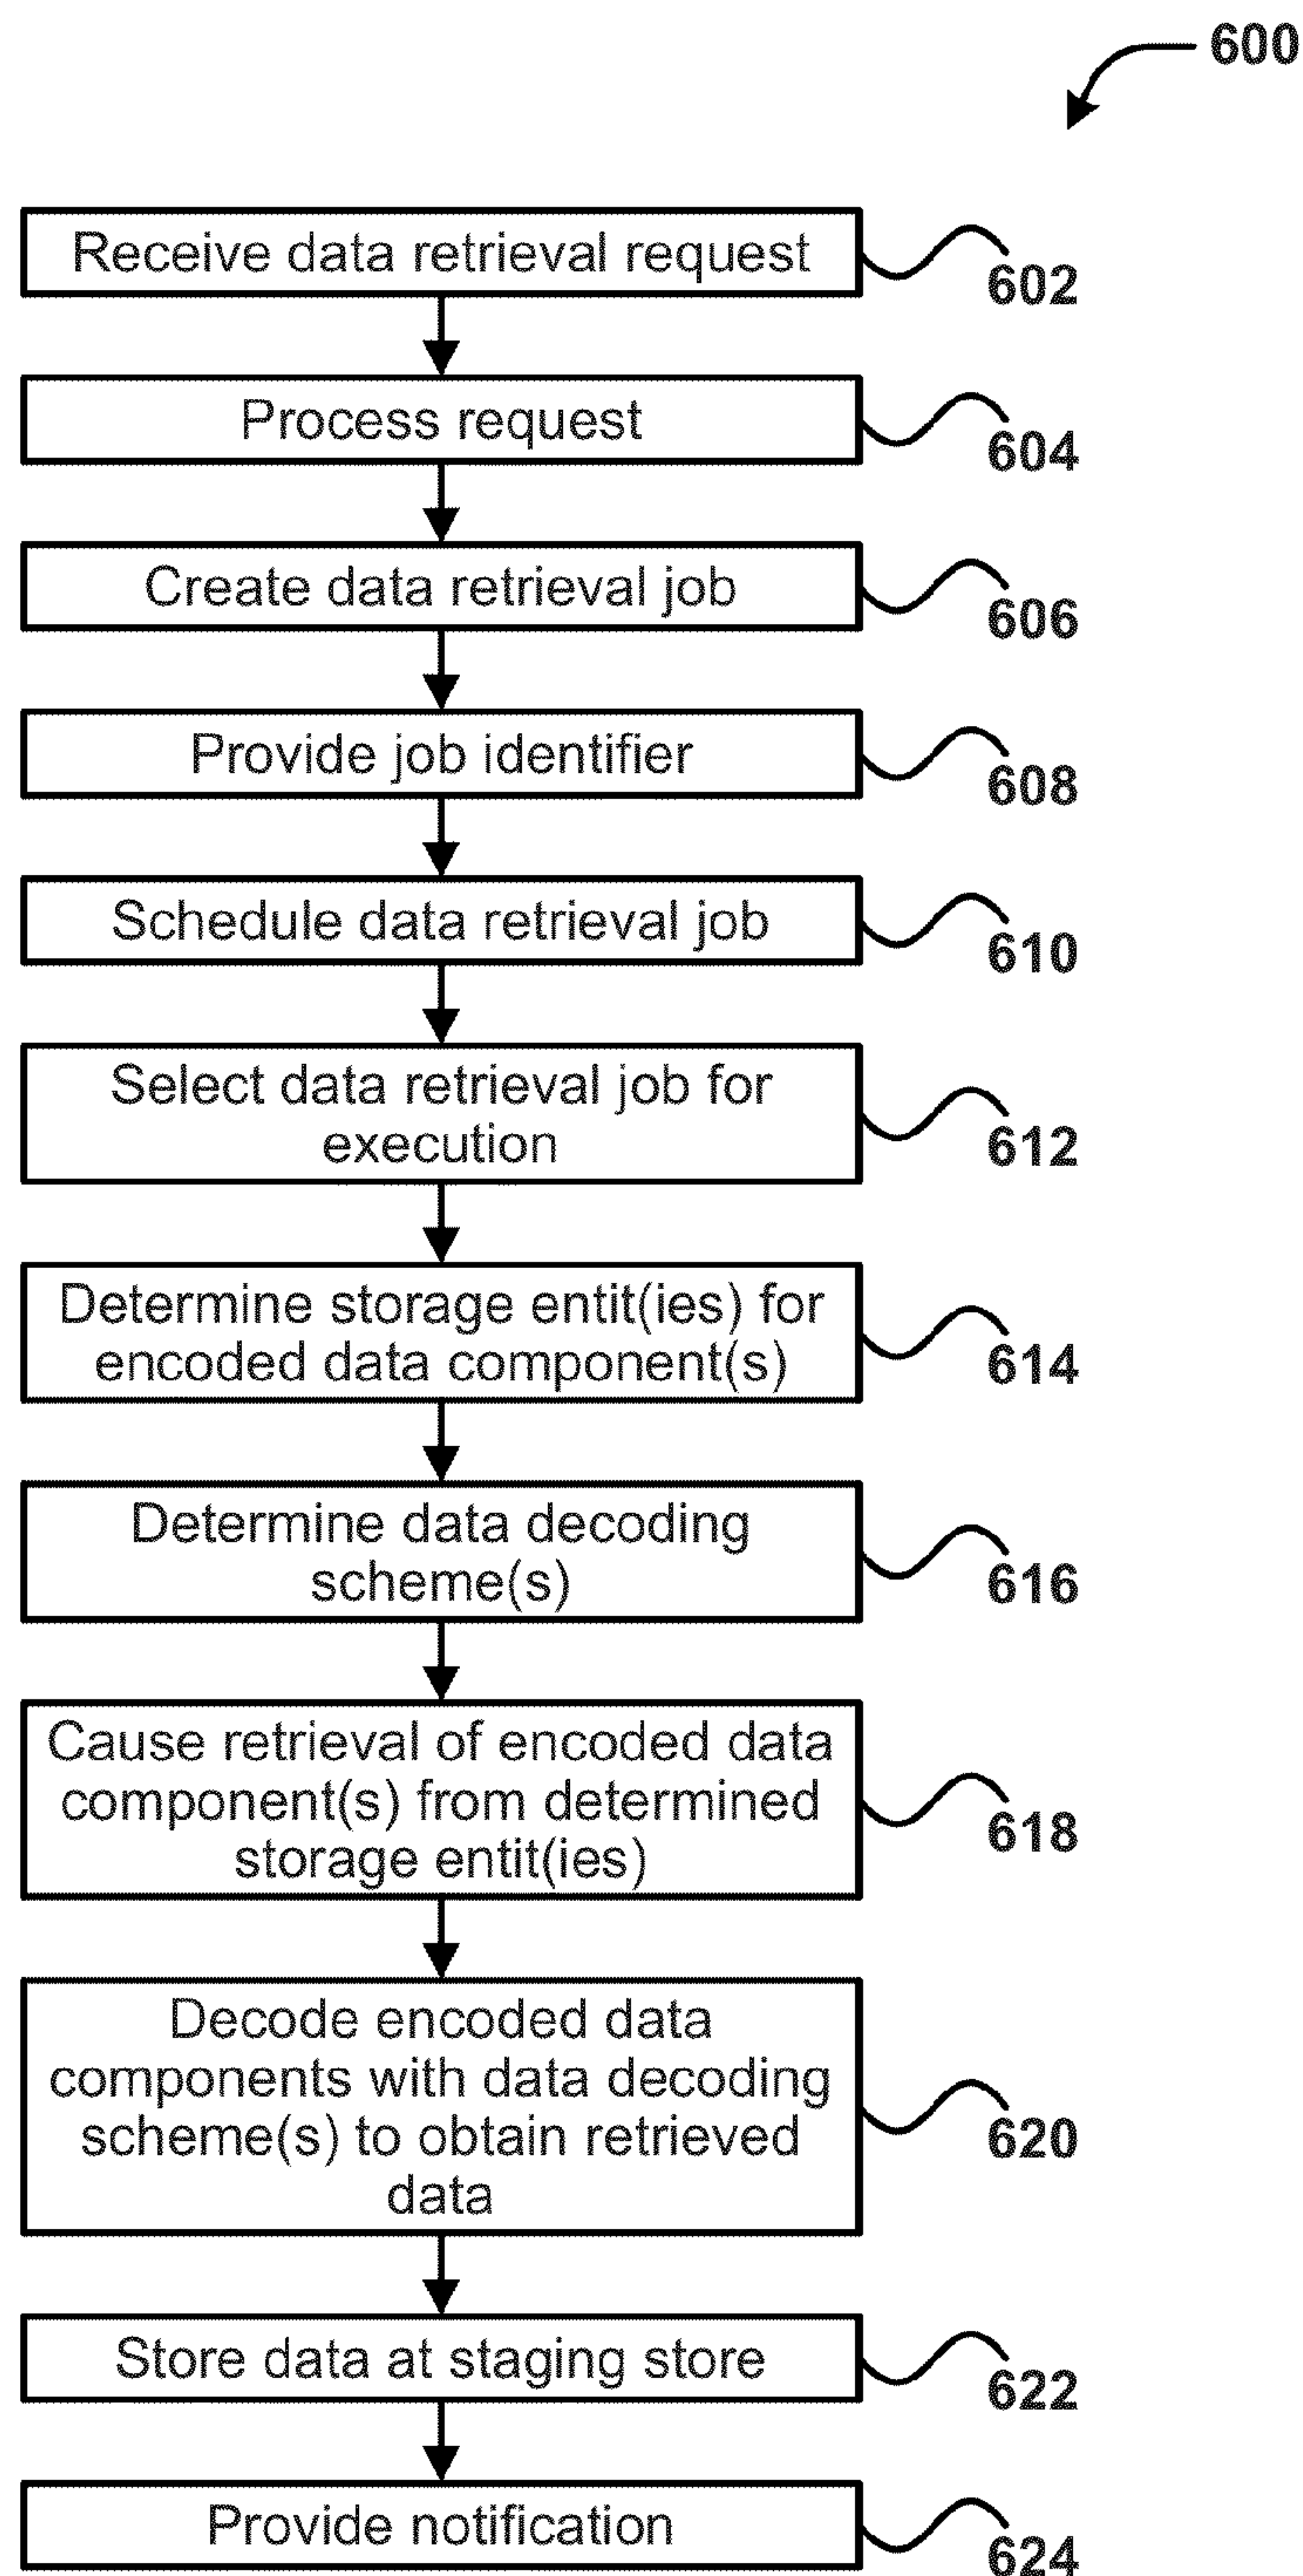 600
Receive data retrieval request
602
Process request
604
Create data retrieval job
606
Provide job identifier
608
Schedule data retrieval job
610
Select data retrieval job for
execution
612
Determine storage entit(ies) for
encoded data component(s)
614
Determine data decoding
scheme(s)
616
Cause retrieval of encoded data
component(s) from determined
storage entit(ies)
618
Decode encoded data
components with data decoding
scheme(s) to obtain retrieved
data
620
Store data at staging store
622
Provide notification
624